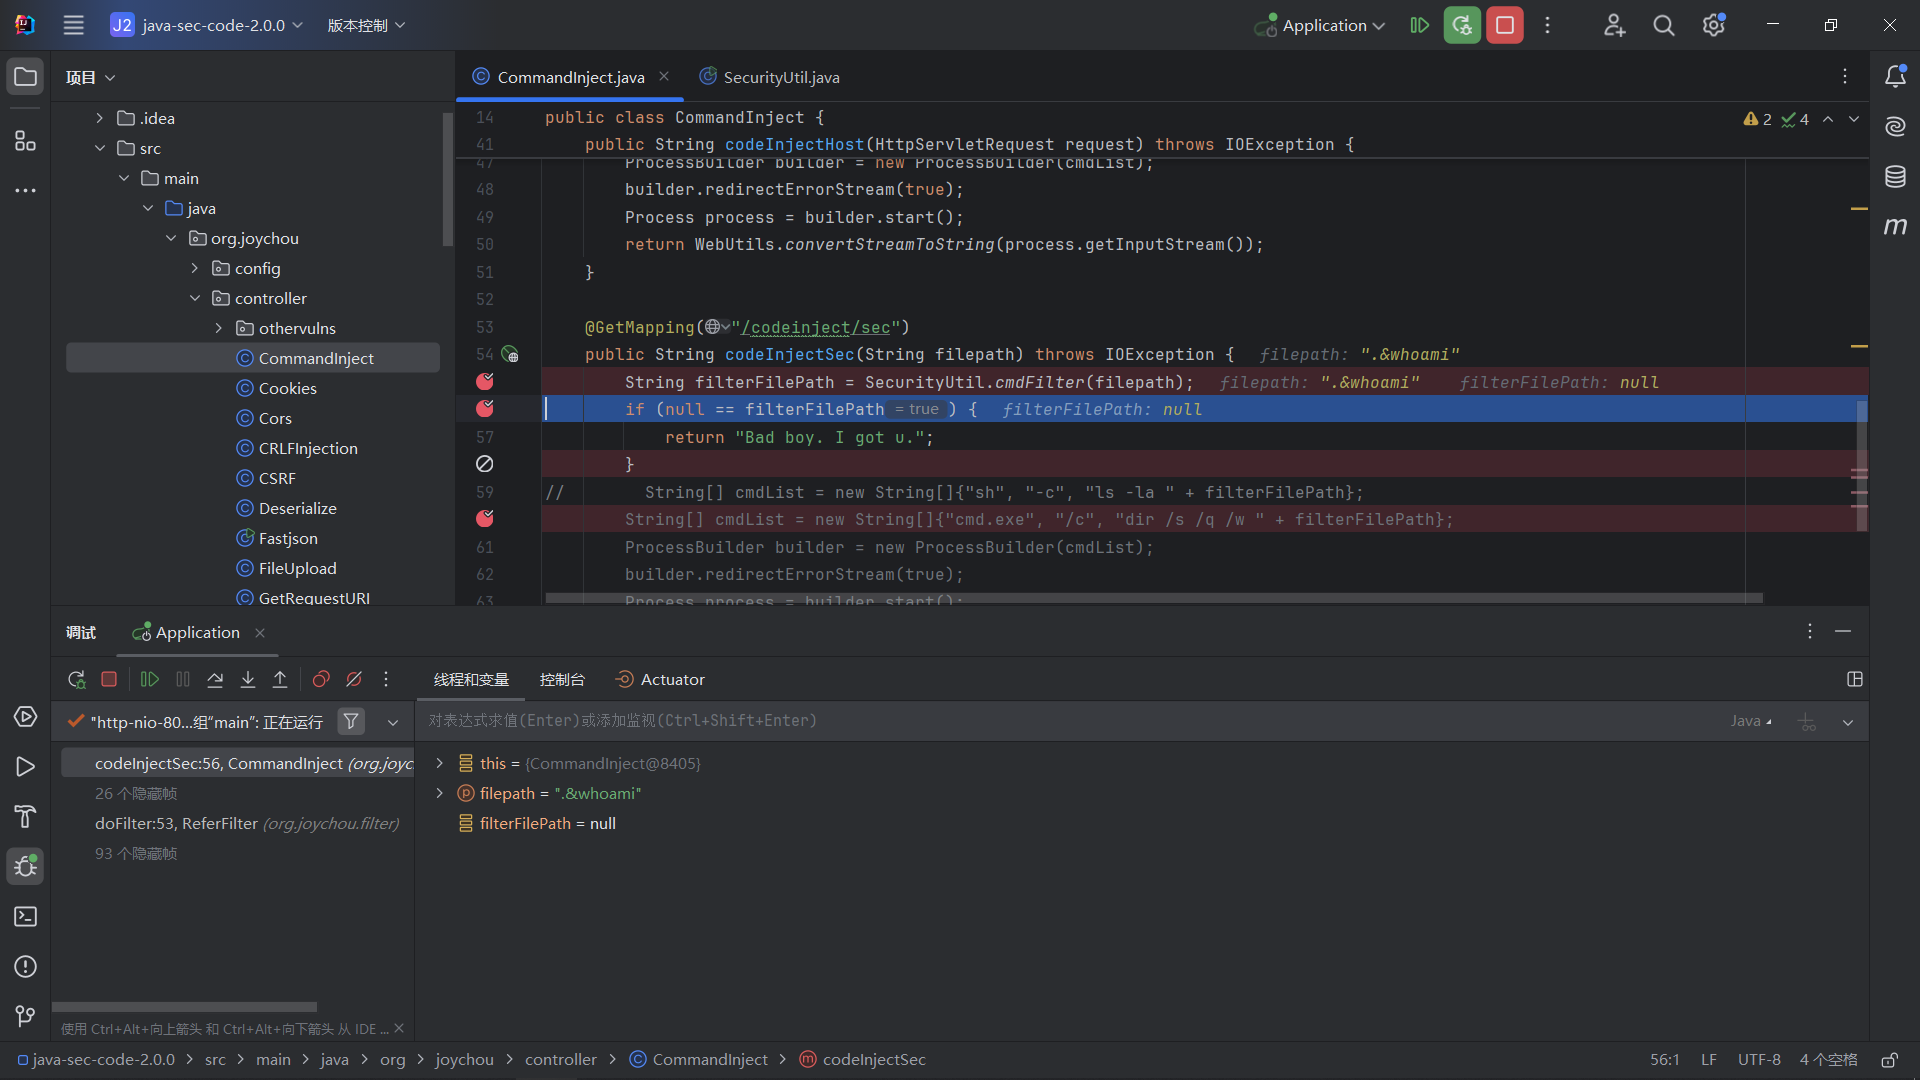 J2 java-sec-code-2.0.0 版本控制 Application
项目
.idea
src
main
java
org.joychou
config
controller
othervulns
CommandInject
Cookies
Cors
CRLFInjection
CSRF
Deserialize
Fastjson
FileUpload
GetRequestURI
CommandInject.java SecurityUtil.java
14 public class CommandInject {
2 4
41 public String codeInjectHost(HttpServletRequest request) throws IOException {
47 ProcessBuilder builder = new ProcessBuilder(cmdList);
48 builder.redirectErrorStream(true);
49 Process process = builder.start();
50 return WebUtils.convertStreamToString(process.getInputStream());
51 }
52
53 @GetMapping("/codeinject/sec")
54 public String codeInjectSec(String filepath) throws IOException { filepath: ".&whoami"
String filterFilePath = SecurityUtil.cmdFilter(filepath); filepath: ".&whoami" filterFilePath: null
if (null == filterFilePath = true ) { filterFilePath: null
57 return "Bad boy. I got u.";
}
59 // String[] cmdList = new String[]{"sh", "-c", "ls -la " + filterFilePath};
String[] cmdList = new String[]{"cmd.exe", "/c", "dir /s /q /w " + filterFilePath};
61 ProcessBuilder builder = new ProcessBuilder(cmdList);
62 builder.redirectErrorStream(true);
63 Process process = builder.start();
调试 Application
线程和变量 控制台 Actuator
"http-nio-80...组“main”: 正在运行
对表达式求值(Enter)或添加监视(Ctrl+Shift+Enter) Java
codeInjectSec:56, CommandInject (org.joyc
26 个隐藏帧
doFilter:53, ReferFilter (org.joychou.filter)
93 个隐藏帧
this = {CommandInject@8405}
filepath = ".&whoami"
filterFilePath = null
使用 Ctrl+Alt+向上箭头 和 Ctrl+Alt+向下箭头 从 IDE ...
java-sec-code-2.0.0 > src > main > java > org > joychou > controller > CommandInject > codeInjectSec
56:1 LF UTF-8 4 个空格